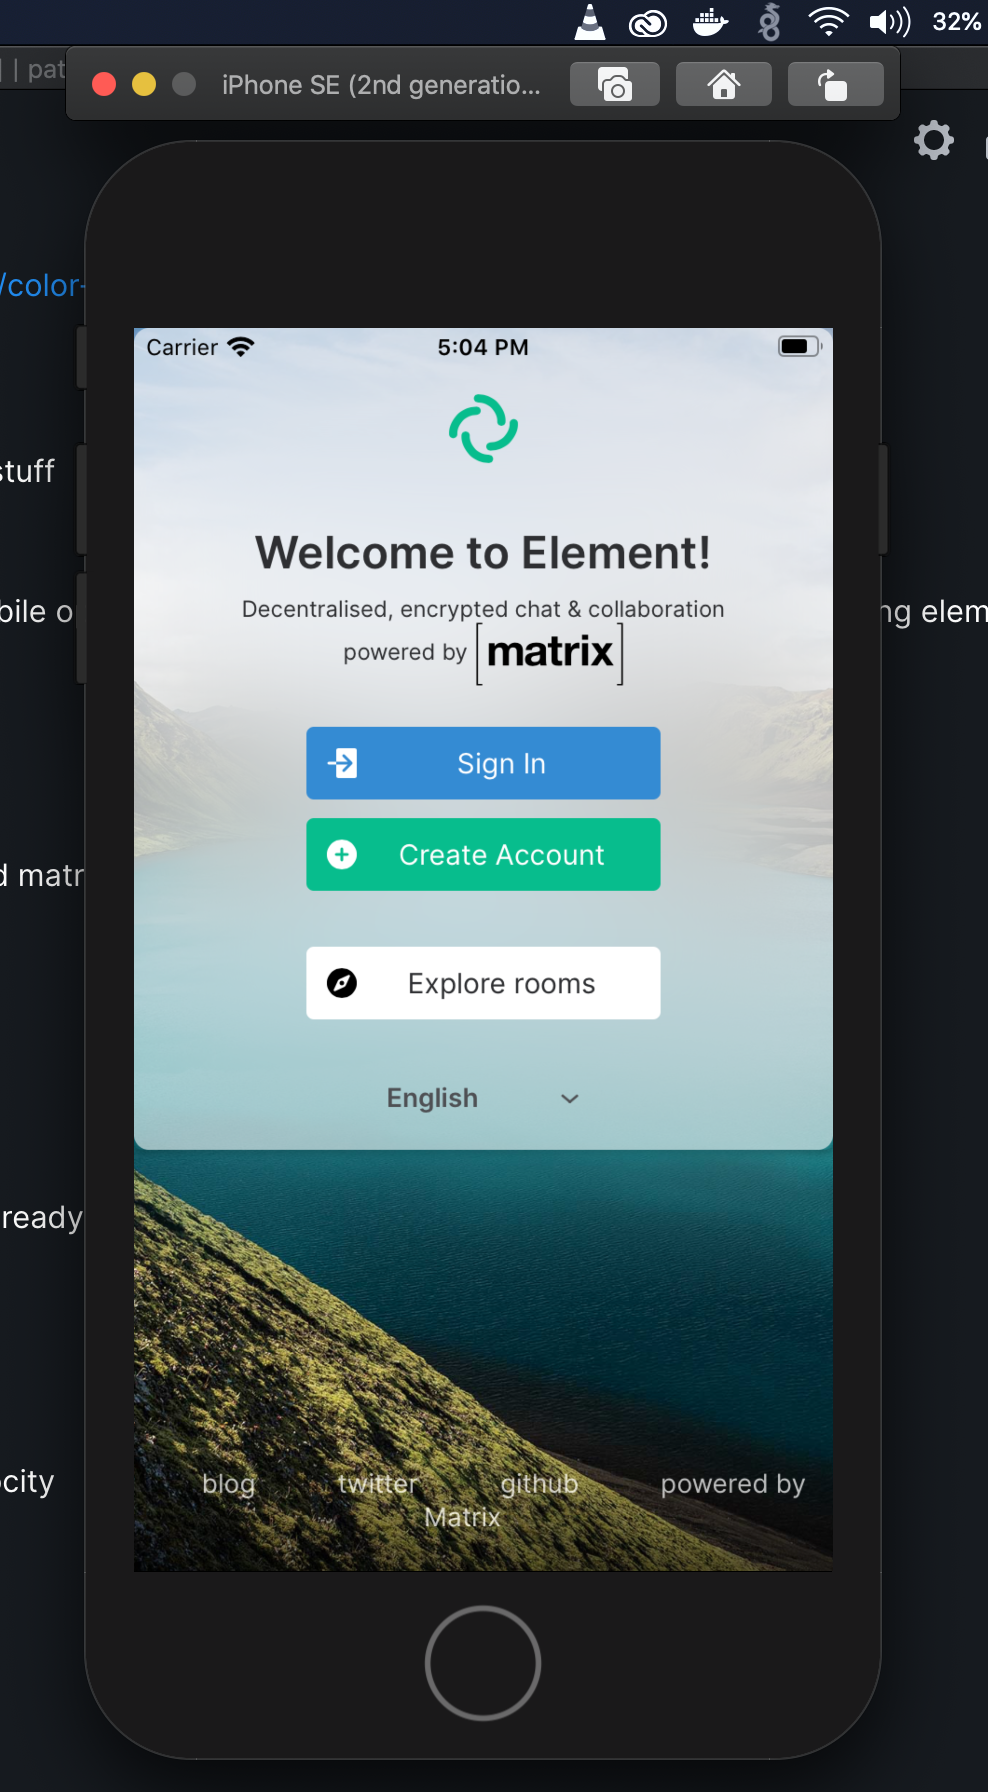 32%
| | pat
iPhone SE (2nd generatio...
/color-
Carrier 5:04 PM
stuff
Welcome to Element!
Decentralised, encrypted chat & collaboration
powered by [matrix]
bile o
ng elem
Sign In
Create Account
d matr
Explore rooms
English
ready
blog twitter github powered by
Matrix
ocity